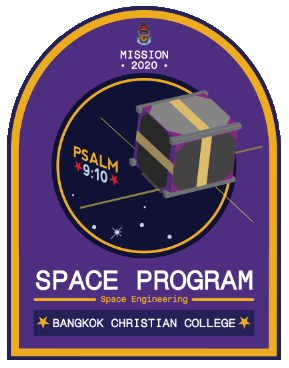 MISSION
• 2020 •
PSALM
9:10
SPACE PROGRAM
Space Engineering
BANGKOK CHRISTIAN COLLEGE